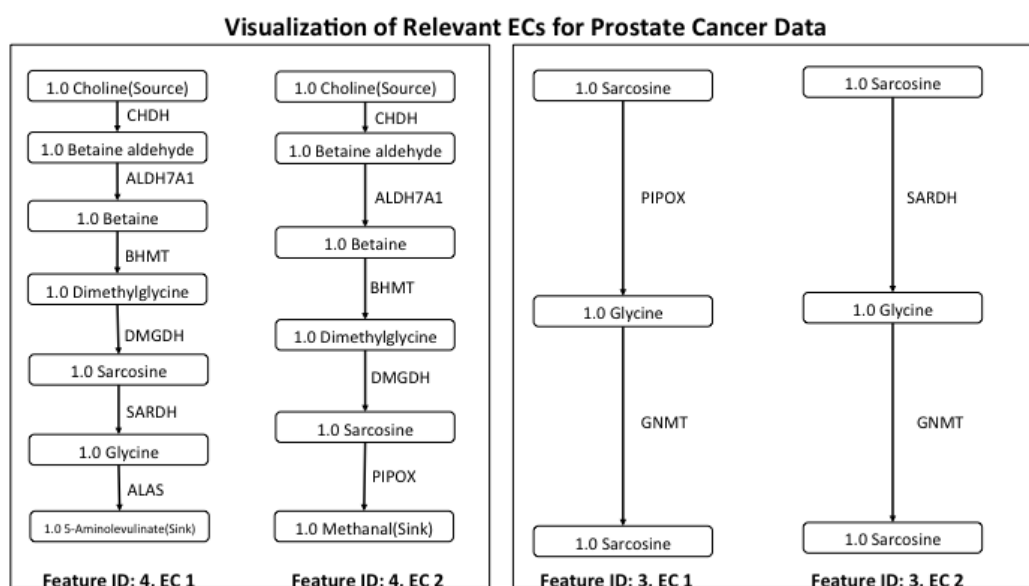 Visualization of Relevant ECs for Prostate Cancer Data
1.0 Choline(Source)
CHDH
1.0 Betaine aldehyde
ALDH7A1
1.0 Betaine
BHMT
1.0 Dimethylglycine
DMGDH
1.0 Sarcosine
SARDH
1.0 Glycine
ALAS
1.0 5-Aminolevulinate(Sink)
Feature ID: 4, EC 1
1.0 Choline(Source)
CHDH
1.0 Betaine aldehyde
ALDH7A1
1.0 Betaine
BHMT
1.0 Dimethylglycine
DMGDH
1.0 Sarcosine
PIPOX
1.0 Methanal(Sink)
Feature ID: 4, EC 2
1.0 Sarcosine
PIPOX
1.0 Glycine
GNMT
1.0 Sarcosine
Feature ID: 3, EC 1
1.0 Sarcosine
SARDH
1.0 Glycine
GNMT
1.0 Sarcosine
Feature ID: 3, EC 2